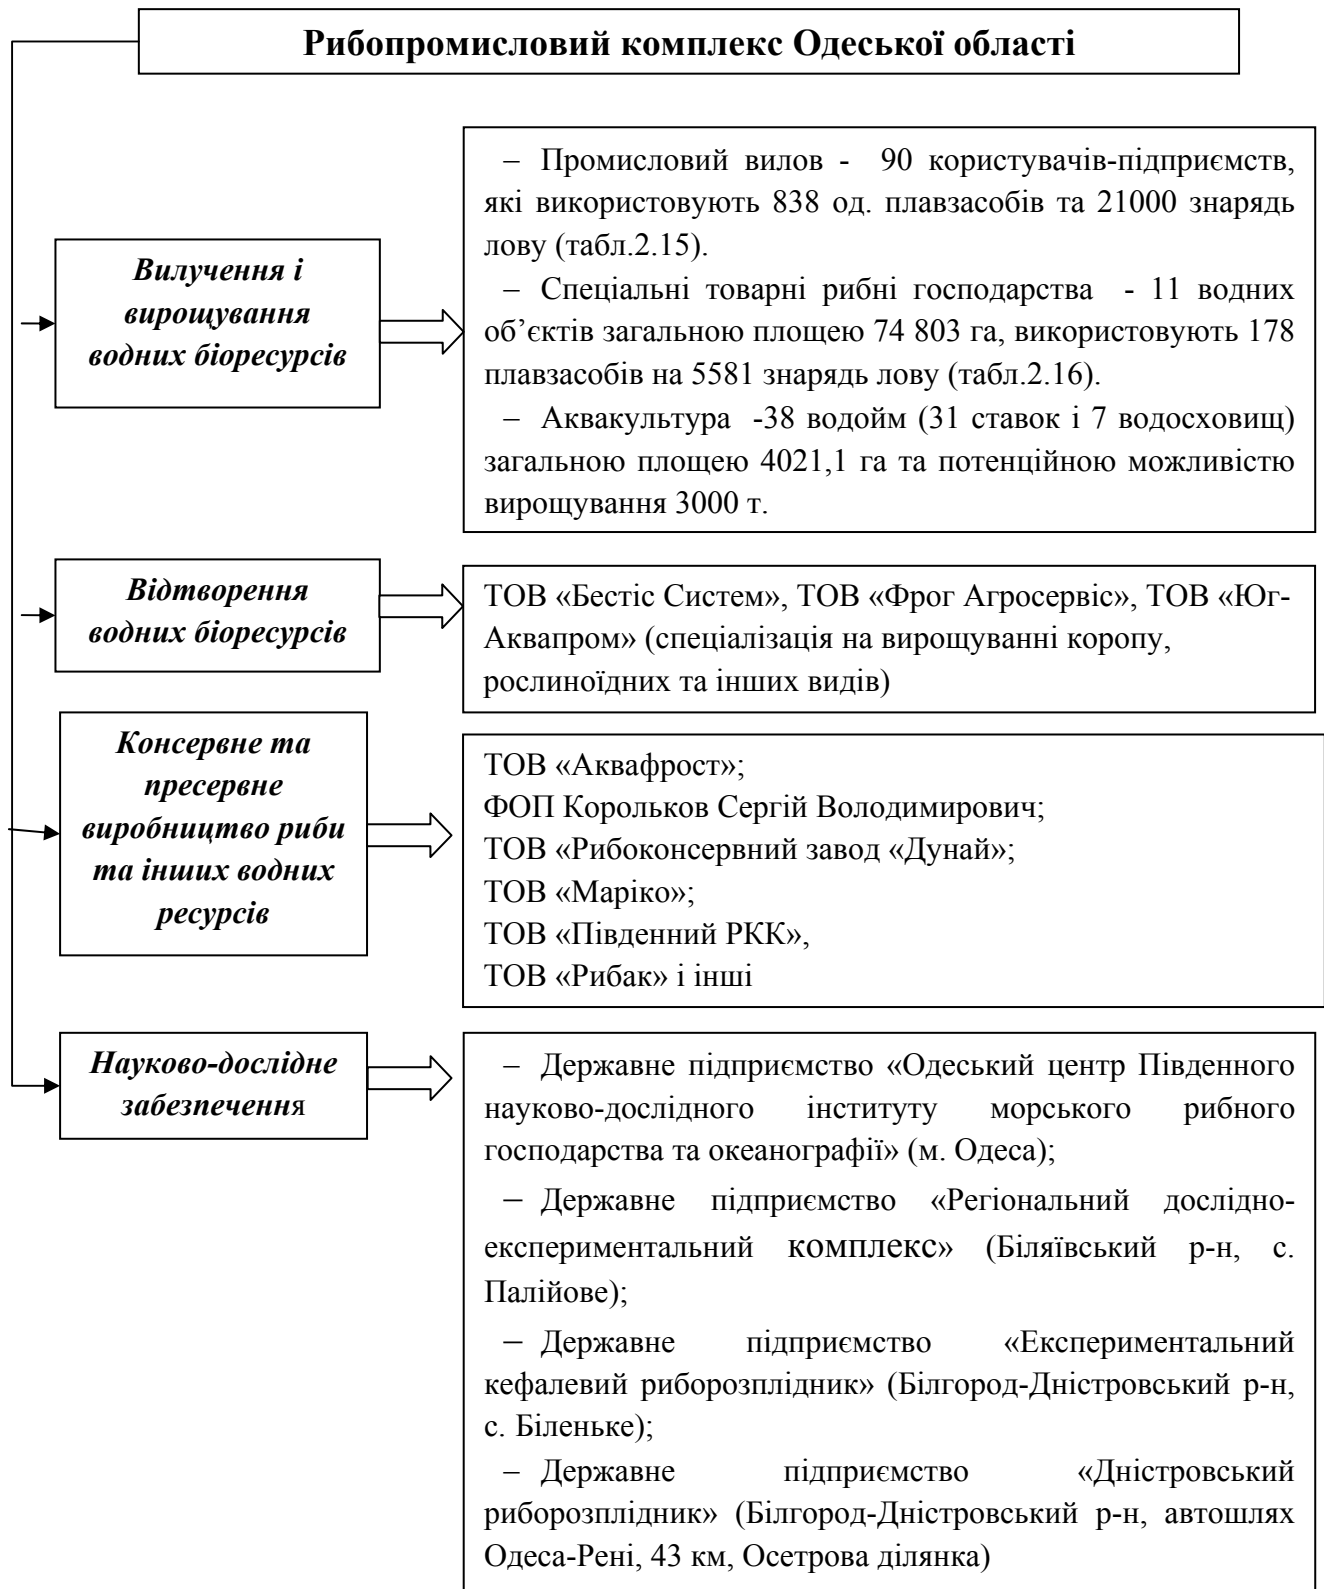 Рибопромисловий комплекс Одеської області
Вилучення і
вирощування
водних біоресурсів
– Промисловий вилов - 90 користувачів-підприємств,
які використовують 838 од. плавзасобів та 21000 знарядь
лову (табл.2.15).
– Спеціальні товарні рибні господарства - 11 водних
об’єктів загальною площею 74 803 га, використовують 178
плавзасобів на 5581 знарядь лову (табл.2.16).
– Аквакультура -38 водойм (31 ставок і 7 водосховищ)
загальною площею 4021,1 га та потенційною можливістю
вирощування 3000 т.
Відтворення
водних біоресурсів
ТОВ «Бестіс Систем», ТОВ «Фрог Агросервіс», ТОВ «Юг-
Аквапром» (спеціалізація на вирощуванні коропу,
рослиноїдних та інших видів)
Консервне та
пресервне
виробництво риби
та інших водних
ресурсів
ТОВ «Аквафрост»;
ФОП Корольков Сергій Володимирович;
ТОВ «Рибоконсервний завод «Дунай»;
ТОВ «Маріко»;
ТОВ «Південний РКК»,
ТОВ «Рибак» і інші
Науково-дослідне
забезпечення
– Державне підприємство «Одеський центр Південного
науково-дослідного інституту морського рибного
господарства та океанографії» (м. Одеса);
– Державне підприємство «Регіональний дослідно-
експериментальний комплекс» (Біляївський р-н, с.
Палійове);
– Державне підприємство «Експериментальний
кефалевий риборозплідник» (Білгород-Дністровський р-н,
с. Біленьке);
– Державне підприємство «Дністровський
риборозплідник» (Білгород-Дністровський р-н, автошлях
Одеса-Рені, 43 км, Осетрова ділянка)